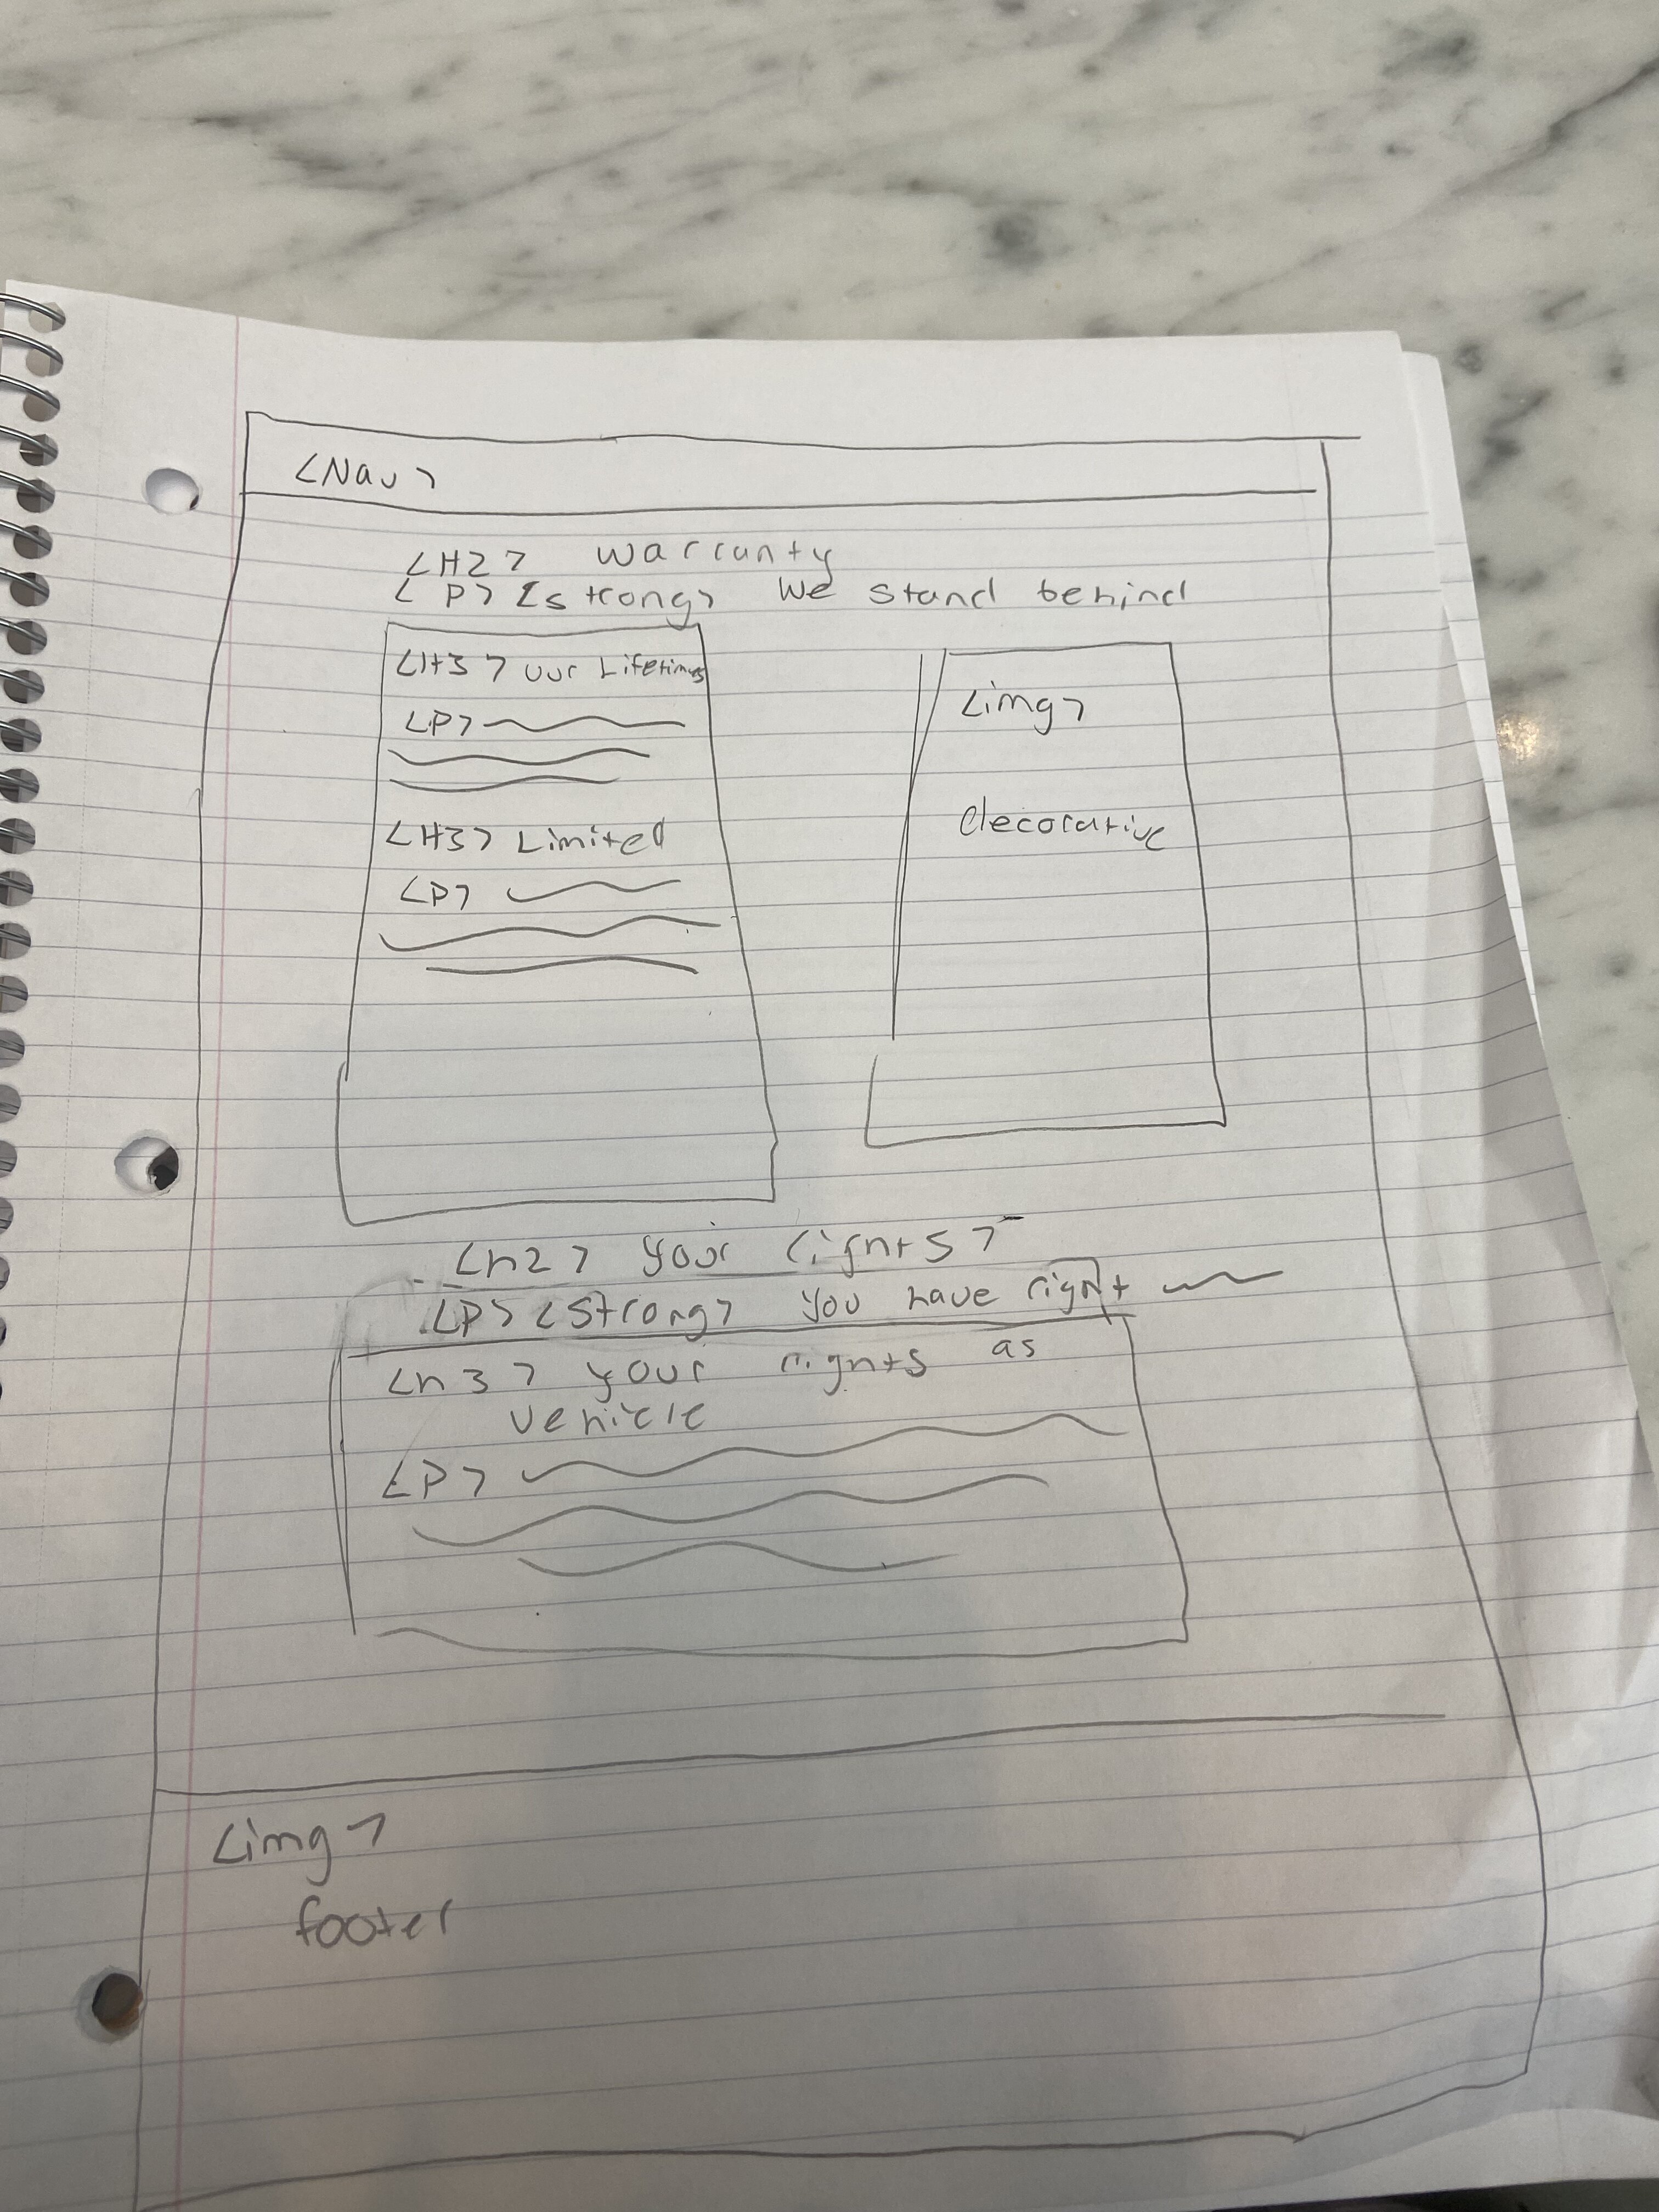 <Nav>
<H2> Warranty
<P> <strong> We stand behind
<H3> our Lifetimes
<P>
<H3> Limited
<P>
<img>
decorative
<h2> your rights>
<P> <strong> You have right
<h3> your rights as
vehicle
<P>
<img>
footer